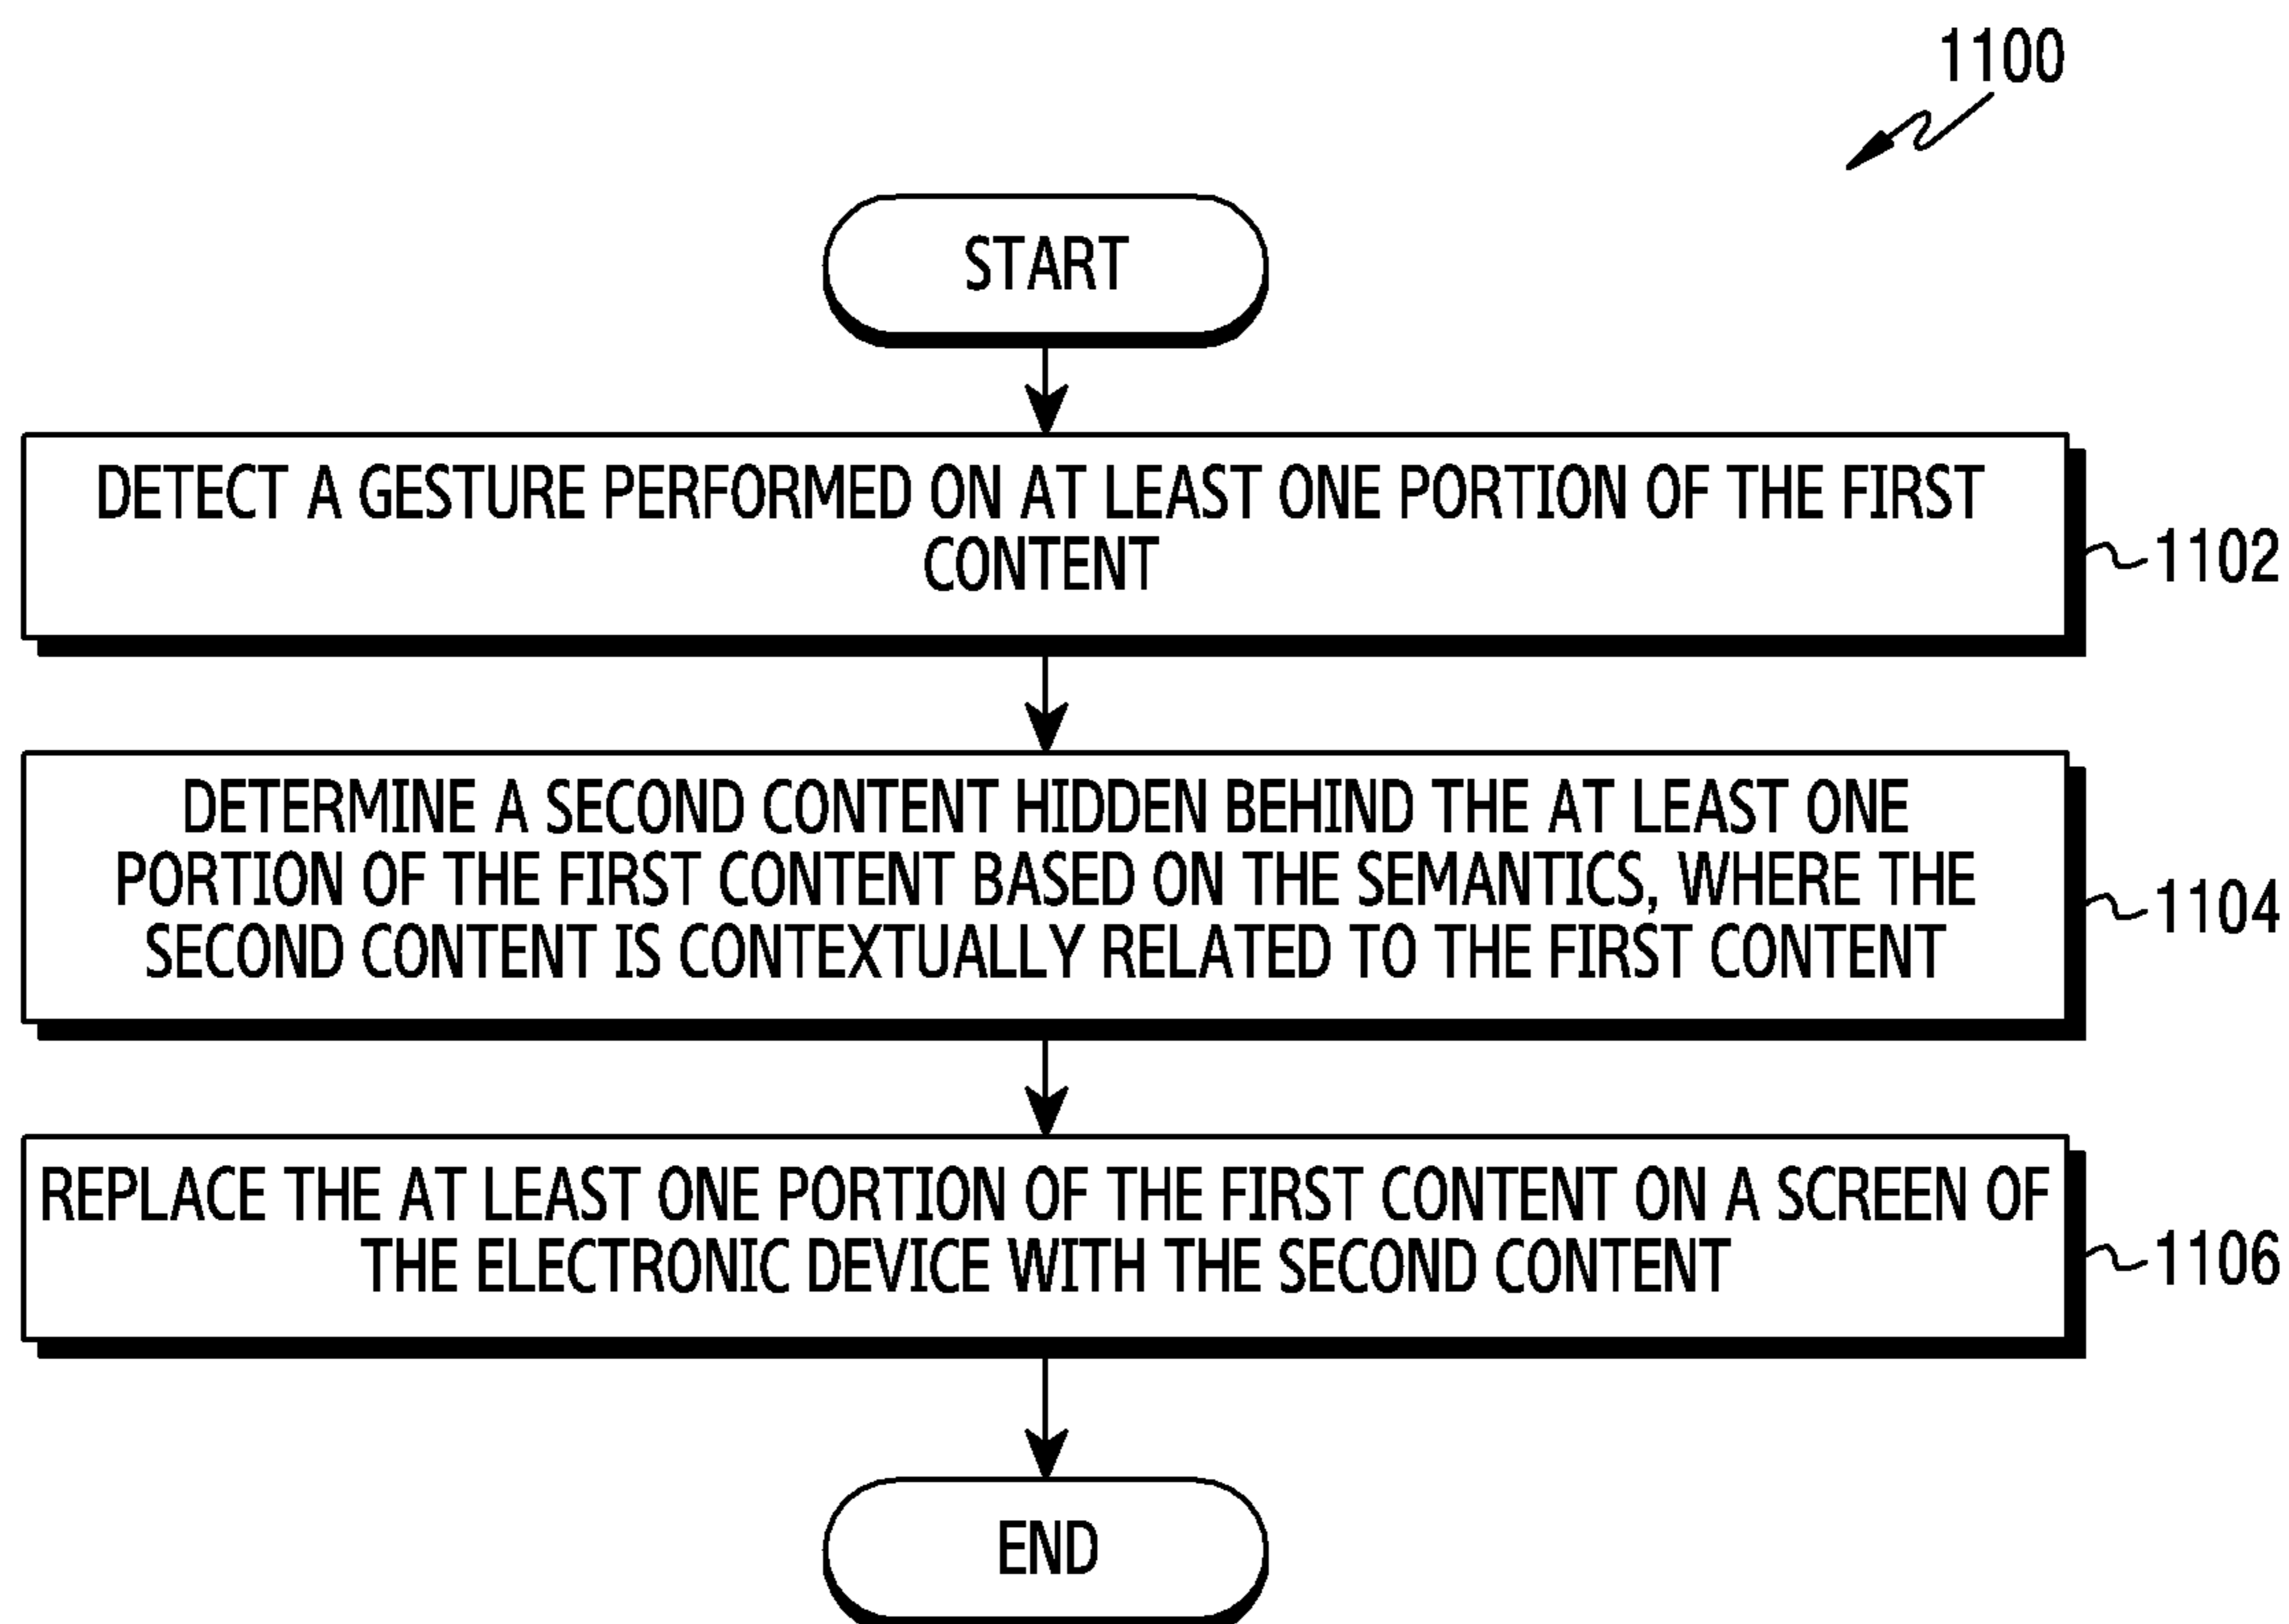 1100
START
DETECT A GESTURE PERFORMED ON AT LEAST ONE PORTION OF THE FIRST
CONTENT
1102
DETERMINE A SECOND CONTENT HIDDEN BEHIND THE AT LEAST ONE
PORTION OF THE FIRST CONTENT BASED ON THE SEMANTICS, WHERE THE
SECOND CONTENT IS CONTEXTUALLY RELATED TO THE FIRST CONTENT
1104
REPLACE THE AT LEAST ONE PORTION OF THE FIRST CONTENT ON A SCREEN OF
THE ELECTRONIC DEVICE WITH THE SECOND CONTENT
1106
END